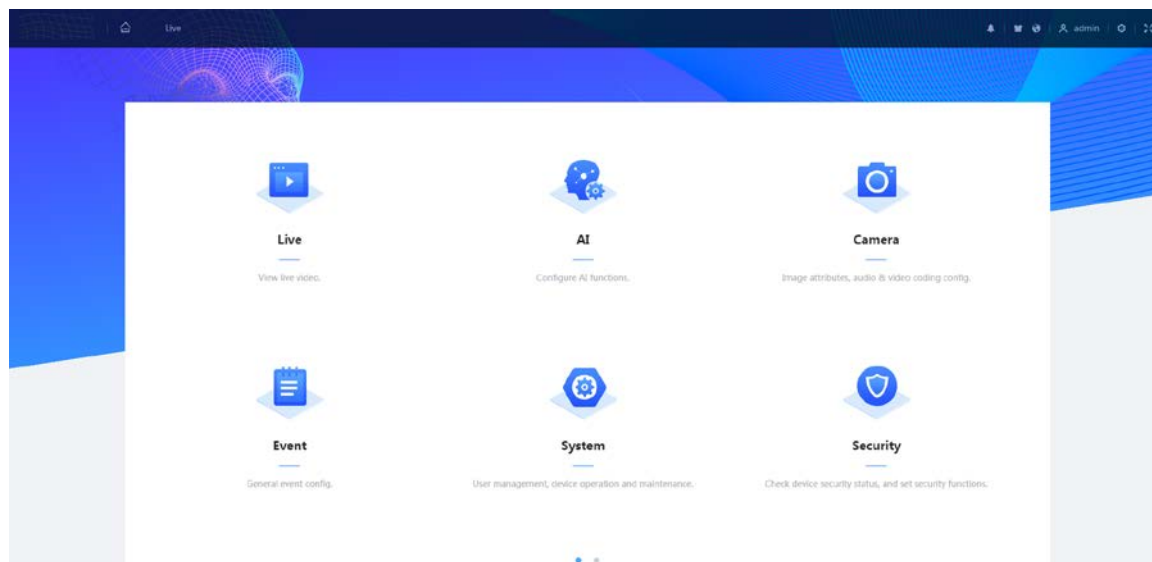 Live
admin
Live
AI
Camera
View live video.
Configure AI functions.
Image attributes, audio & video coding config.
Event
System
Security
General event config.
User management, device operation and maintenance.
Check device security status, and set security functions.